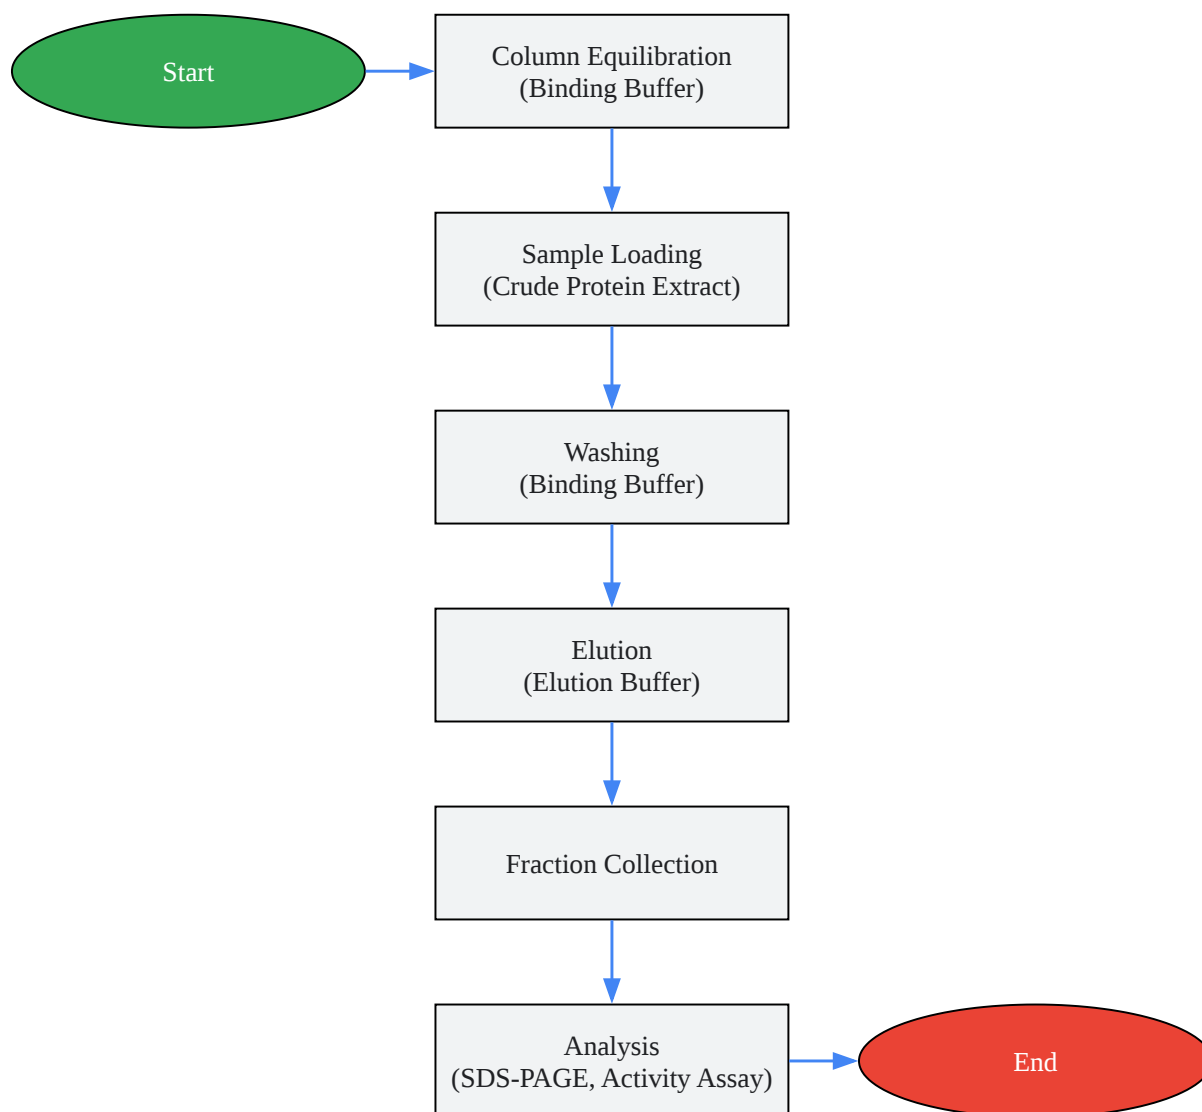 Start
Column Equilibration
(Binding Buffer)
Sample Loading
(Crude Protein Extract)
Washing
(Binding Buffer)
Elution
(Elution Buffer)
Fraction Collection
Analysis
(SDS-PAGE, Activity Assay)
End